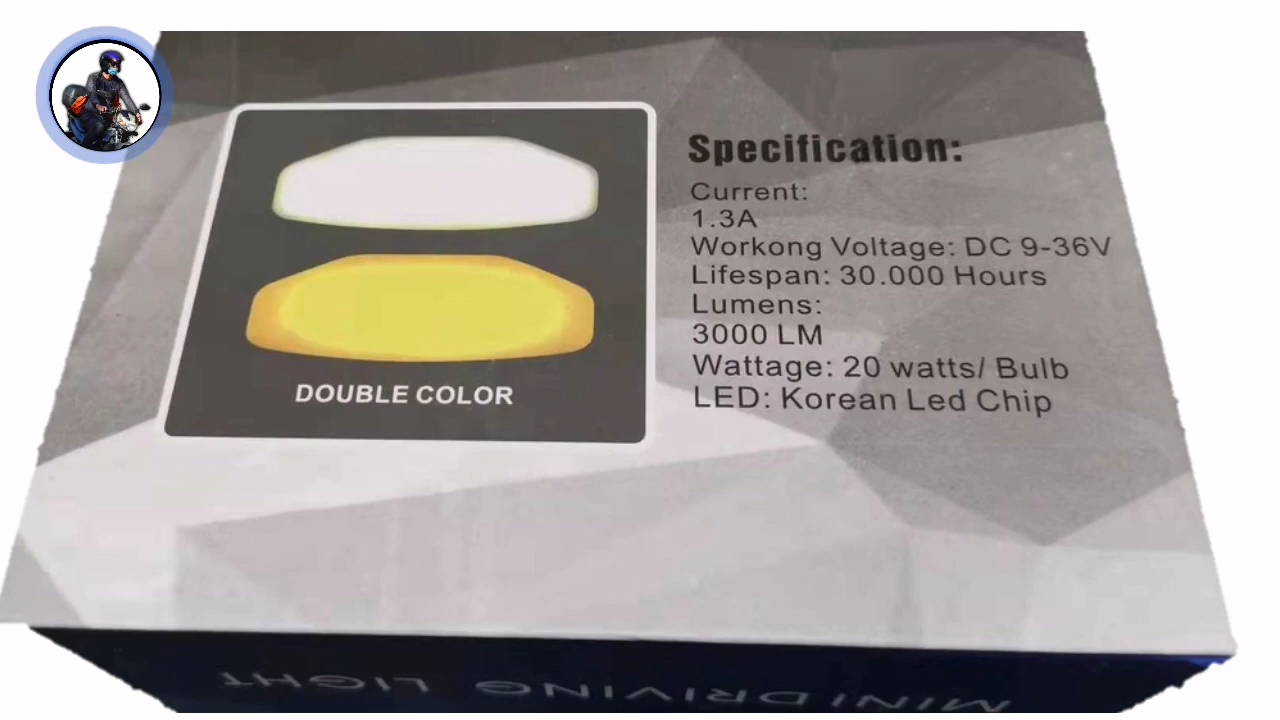 DOUBLE COLOR
Specification:
Current:
1.3A
Workong Voltage: DC 9-36V
Lifespan: 30.000 Hours
Lumens:
3000 LM
Wattage: 20 watts/ Bulb
LED: Korean Led Chip
MINI DRIVING LIGHT